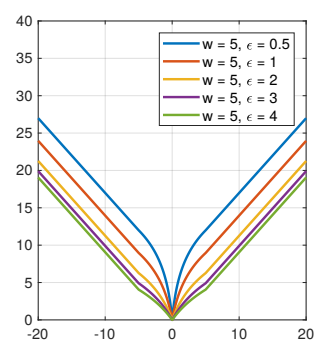 40
35
30
25
20
15
10
5
0
-20 -10 0 10 20
w = 5, ϵ = 0.5
w = 5, ϵ = 1
w = 5, ϵ = 2
w = 5, ϵ = 3
w = 5, ϵ = 4